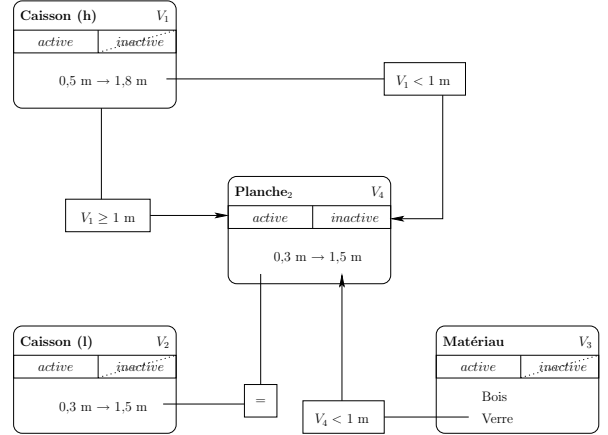 Caisson (h) V₁
active inactive
0,5 m → 1,8 m
V₁ < 1 m
Planche₂ V₄
V₁ ≥ 1 m
active inactive
0,3 m → 1,5 m
Caisson (l) V₂
active inactive
0,3 m → 1,5 m
=
V₄ < 1 m
Matériau V₃
active inactive
Bois
Verre